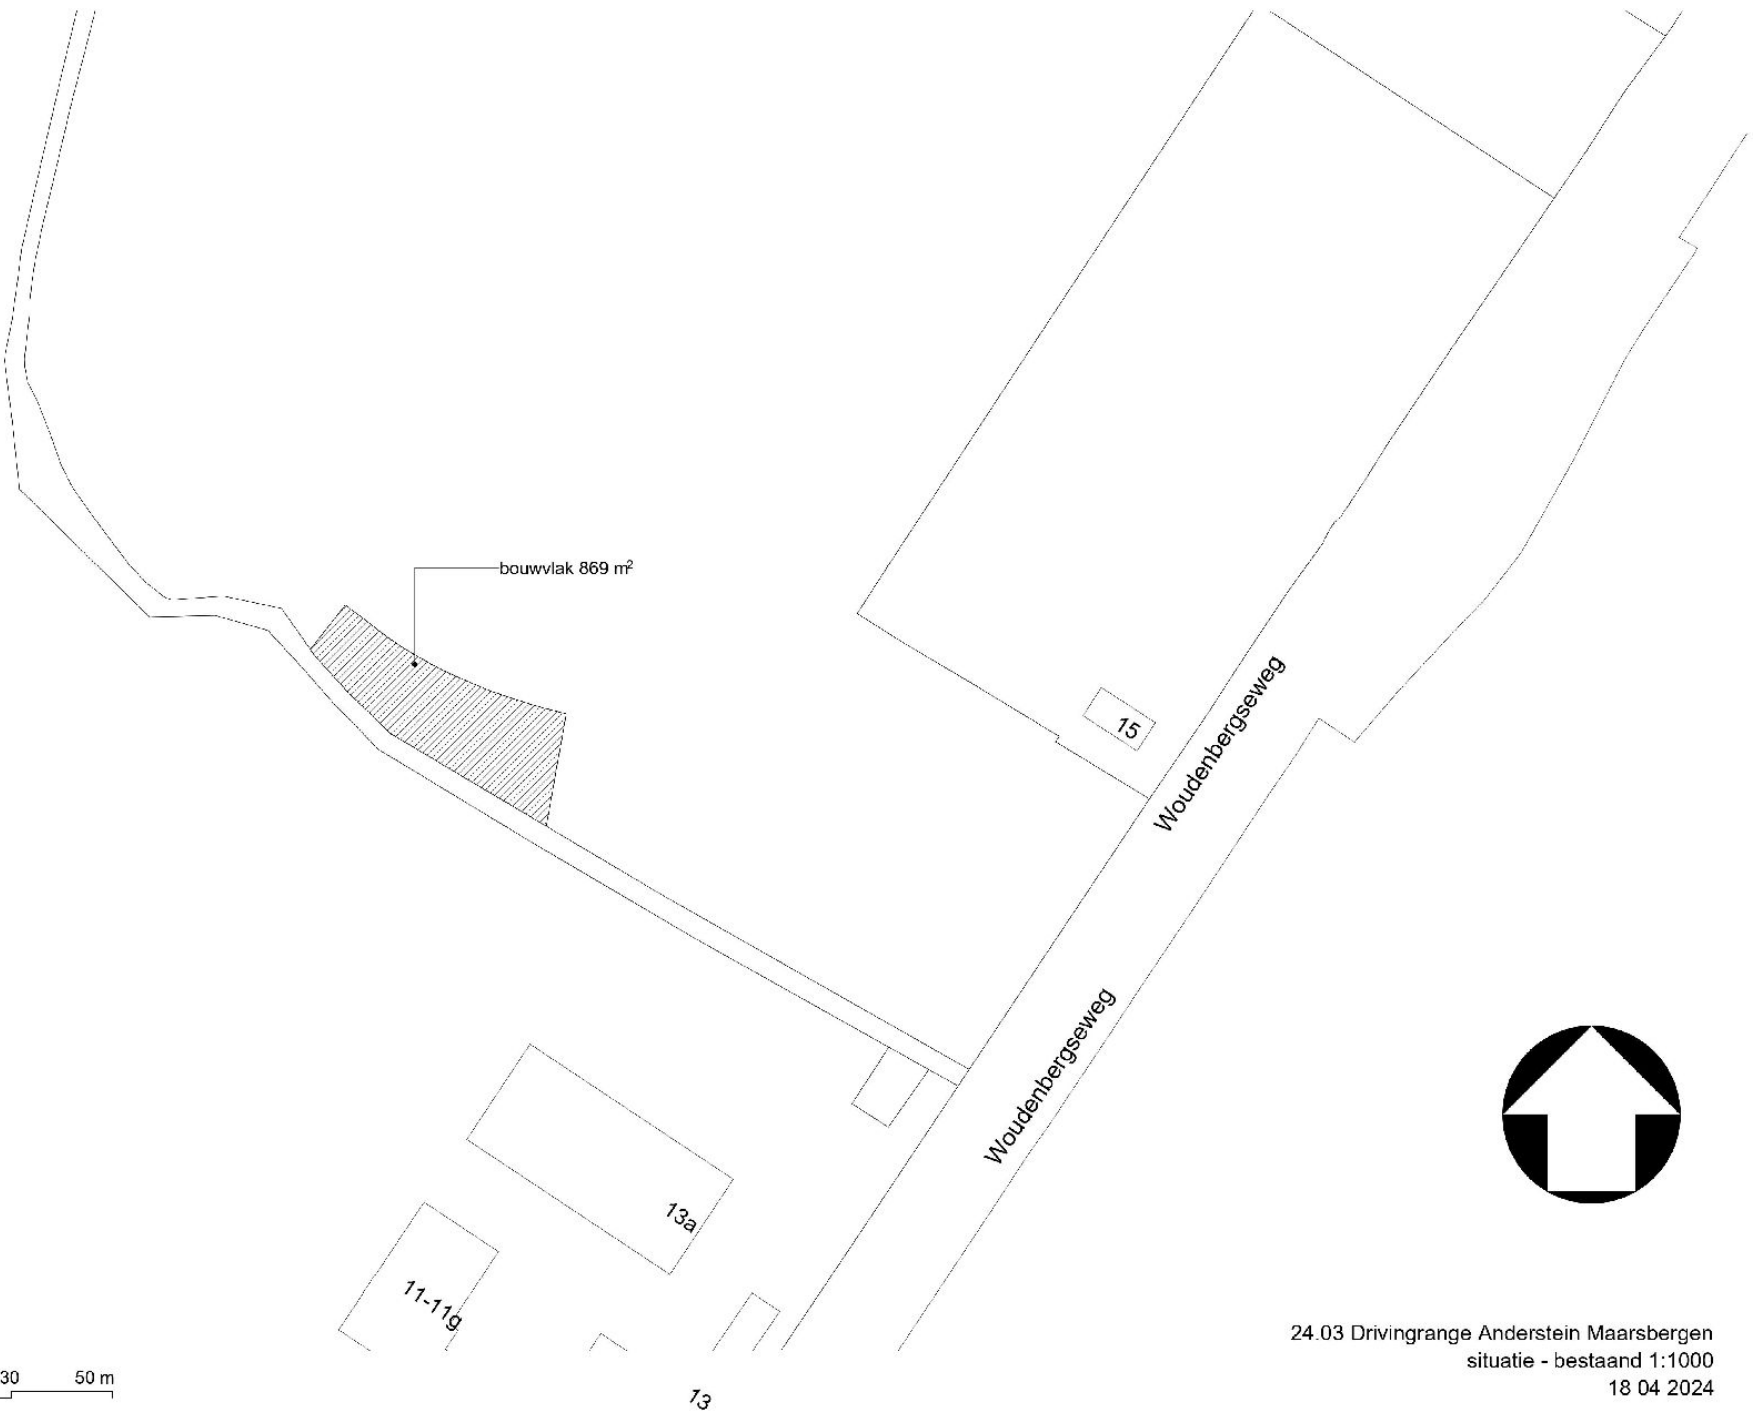 bouwvlak 869 m²
15
Woudenbergseweg
Woudenbergseweg
13a
11-11g
24.03 Drivingrange Anderstein Maarsbergen
situatie - bestaand 1:1000
18 04 2024
30 50 m
13